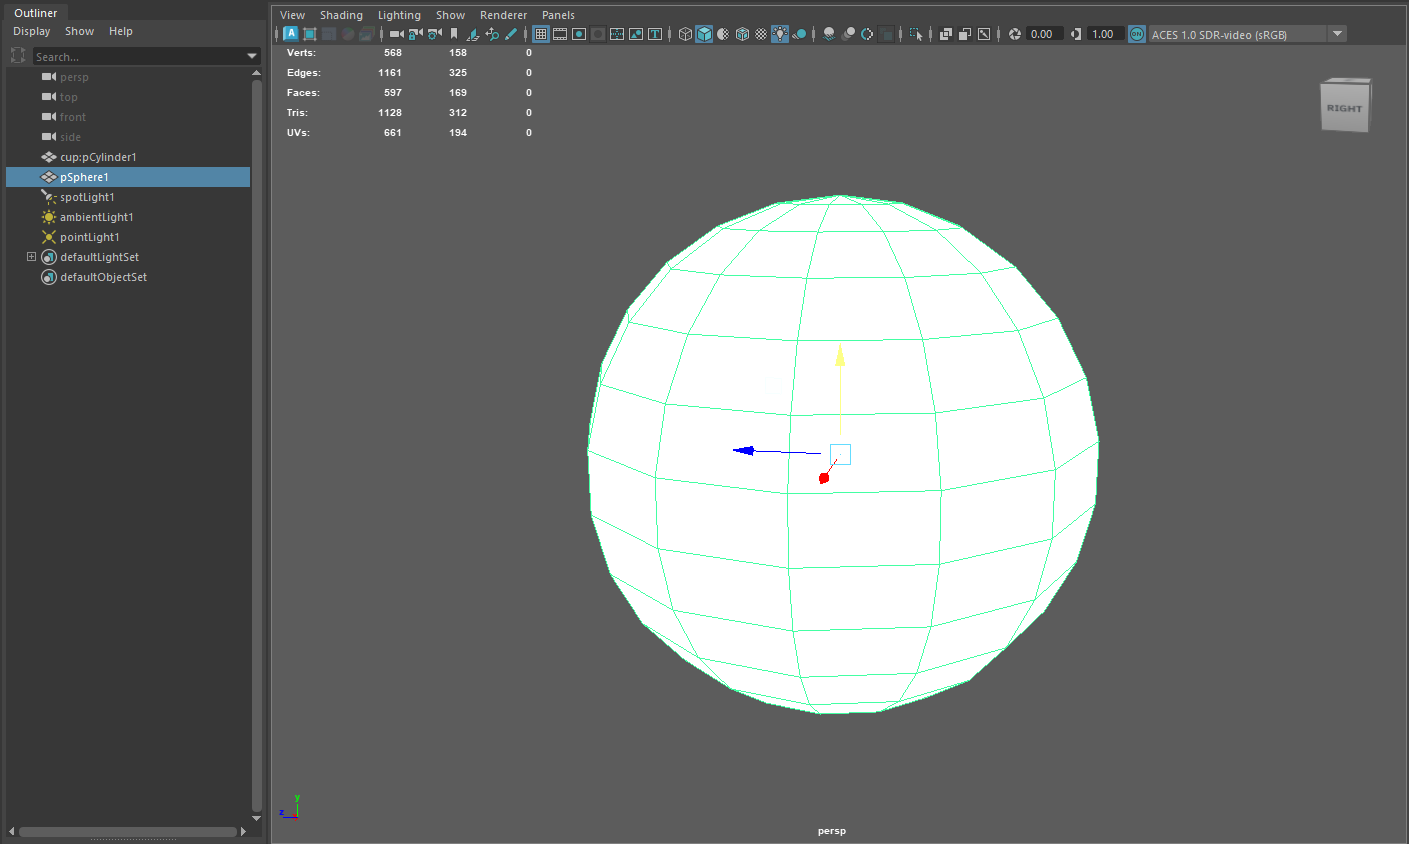 Outliner
Display Show Help
Search...
persp
top
front
side
cup:pCylinder1
pSphere1
spotLight1
ambientLight1
pointLight1
defaultLightSet
defaultObjectSet
View Shading Lighting Show Renderer Panels
A T 0.00 1.00 ON ACES 1.0 SDR-video (sRGB)
Verts: 568 158 0
Edges: 1161 325 0
Faces: 597 169 0
Tris: 1128 312 0
UVs: 661 194 0
RIGHT
y
z
persp